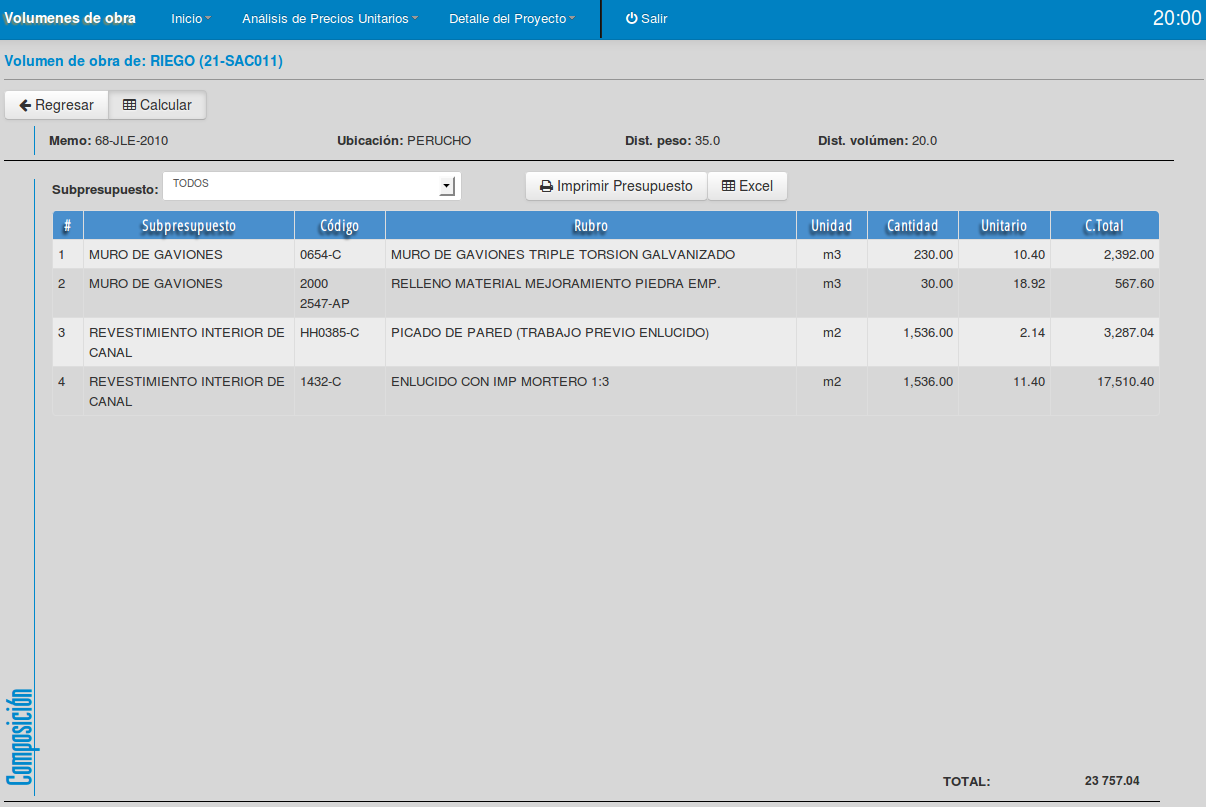 Volumenes de obra Inicio Análisis de Precios Unitarios Detalle del Proyecto Salir 20:00
Volumen de obra de: RIEGO (21-SAC011)
Regresar Calcular
Memo: 68-JLE-2010 Ubicación: PERUCHO Dist. peso: 35.0 Dist. volúmen: 20.0
Subpresupuesto: TODOS Imprimir Presupuesto Excel
# Subpresupuesto Código Rubro Unidad Cantidad Unitario C.Total
1 MURO DE GAVIONES 0654-C MURO DE GAVIONES TRIPLE TORSION GALVANIZADO m3 230.00 10.40 2,392.00
2 MURO DE GAVIONES 2000 RELLENO MATERIAL MEJORAMIENTO PIEDRA EMP. m3 30.00 18.92 567.60
2547-AP
3 REVESTIMIENTO INTERIOR DE HH0385-C PICADO DE PARED (TRABAJO PREVIO ENLUCIDO) m2 1,536.00 2.14 3,287.04
CANAL
4 REVESTIMIENTO INTERIOR DE 1432-C ENLUCIDO CON IMP MORTERO 1:3 m2 1,536.00 11.40 17,510.40
CANAL
Composición
TOTAL: 23 757.04